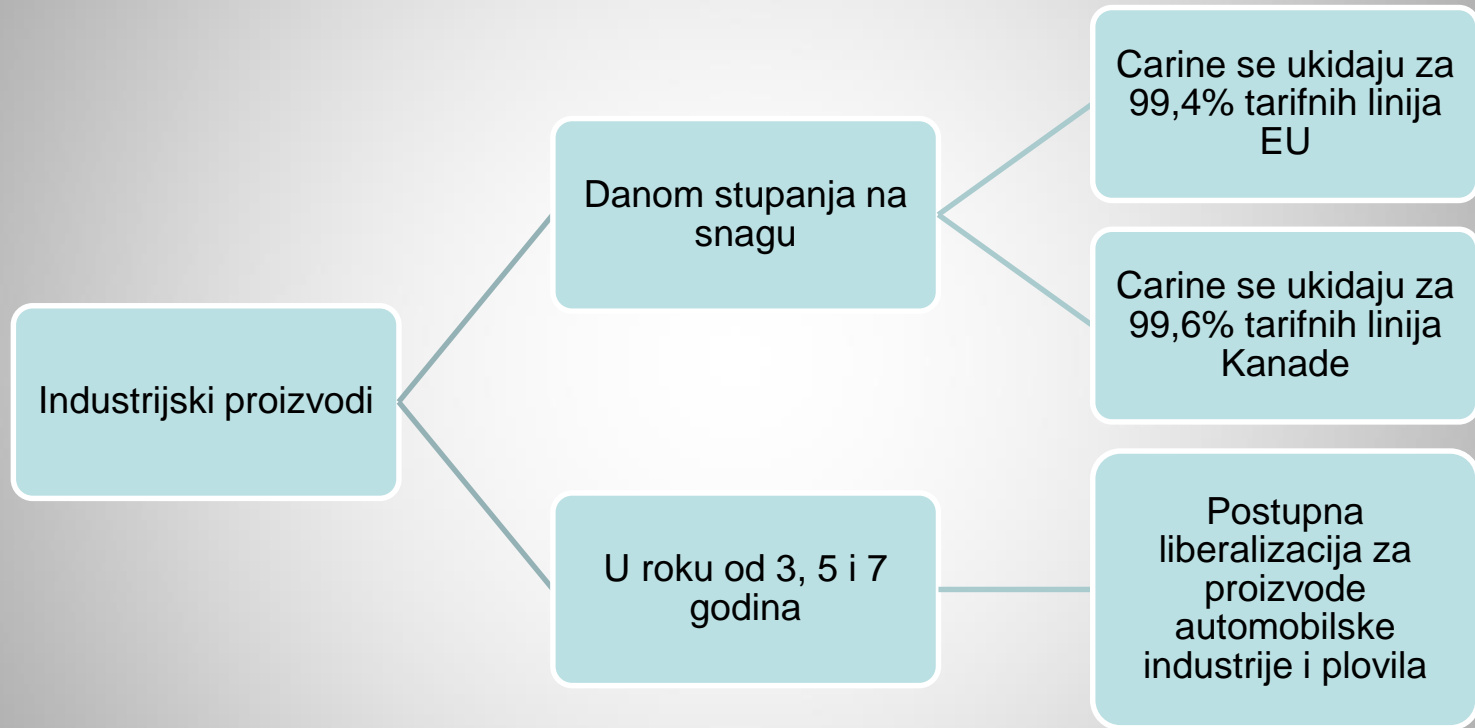 Industrijski proizvodi
Danom stupanja na
snagu
Carine se ukidaju za
99,4% tarifnih linija
EU
Carine se ukidaju za
99,6% tarifnih linija
Kanade
U roku od 3, 5 i 7
godina
Postupna
liberalizacija za
proizvode
automobilske
industrije i plovila